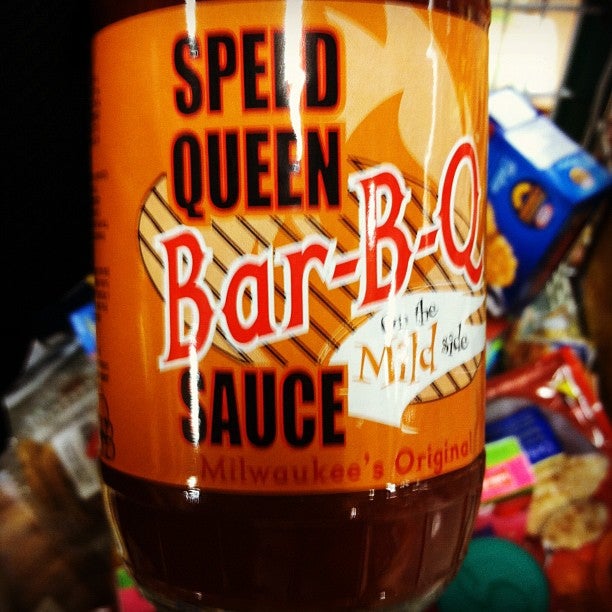 SPEED
QUEEN
Bar-B-Q
On the
Mild side
SAUCE
Milwaukee's Original